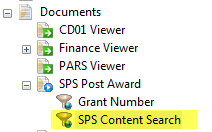 Documents
CD01 Viewer
Finance Viewer
PARS Viewer
SPS Post Award
Grant Number
SPS Content Search